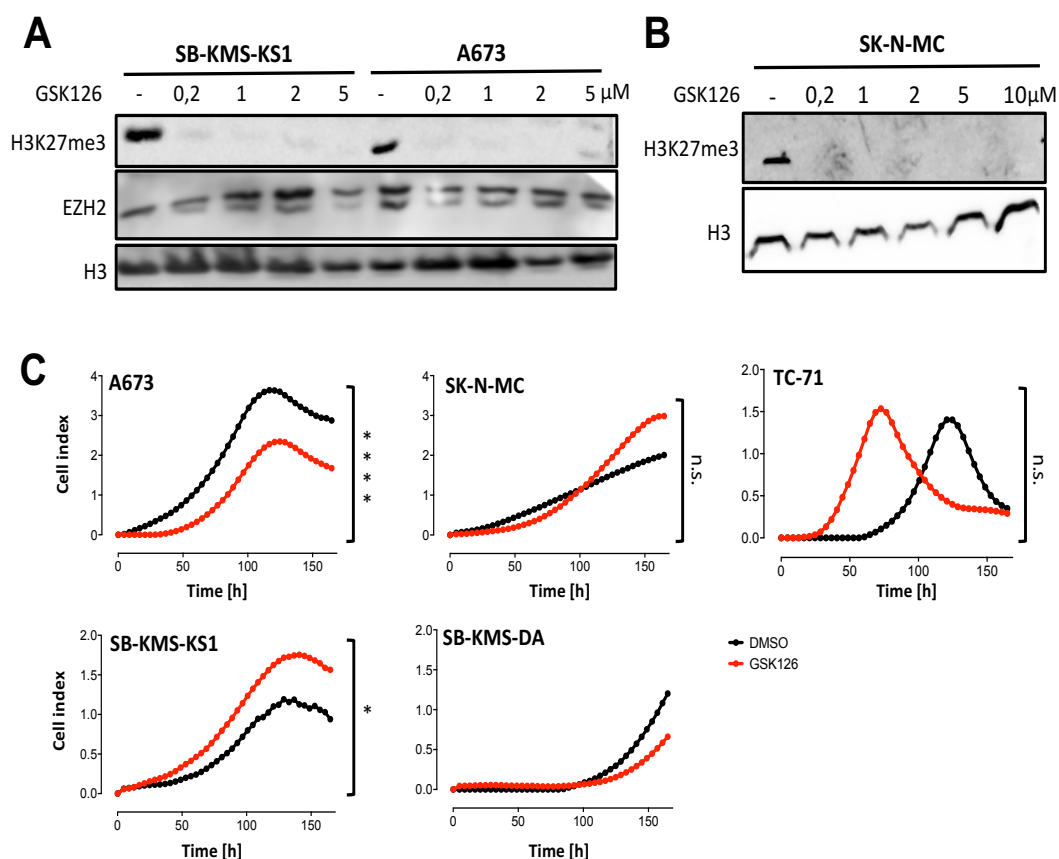 A
SB-KMS-KS1 A673
GSK126 - 0,2 1 2 5 - 0,2 1 2 5 μM
H3K27me3
EZH2
H3
B
SK-N-MC
GSK126 - 0,2 1 2 5 10μM
H3K27me3
H3
C
A673
Cell index
4
3
2
1
0
0 50 100 150
Time [h]
* * * *
SK-N-MC
4
3
2
1
0
0 50 100 150
Time [h]
n.s.
TC-71
2.0
1.5
1.0
0.5
0.0
0 50 100 150
Time [h]
n.s.
SB-KMS-KS1
Cell index
2.0
1.5
1.0
0.5
0.0
0 50 100 150
Time [h]
*
SB-KMS-DA
2.0
1.5
1.0
0.5
0.0
0 50 100 150
Time [h]
DMSO
GSK126